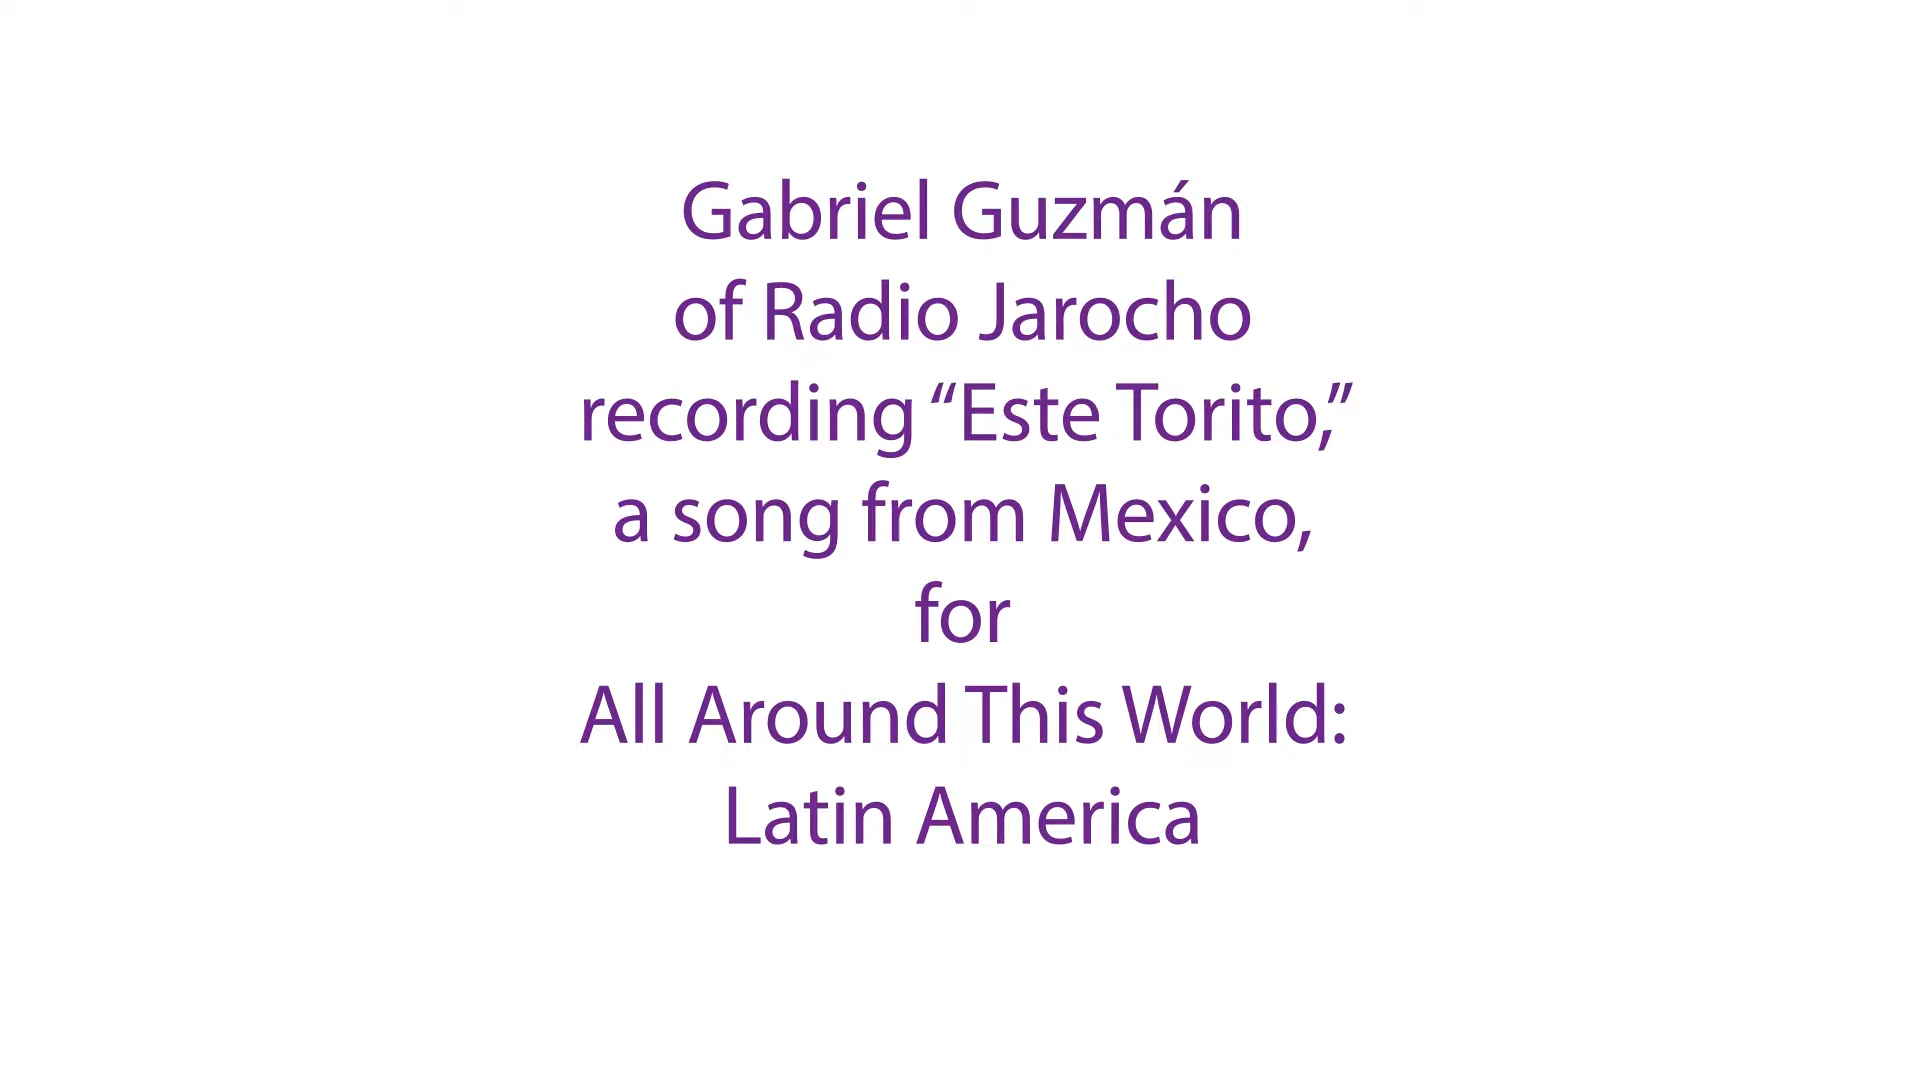 Gabriel Guzmán
of Radio Jarocho
recording “Este Torito,”
a song from Mexico,
for
All Around This World:
Latin America